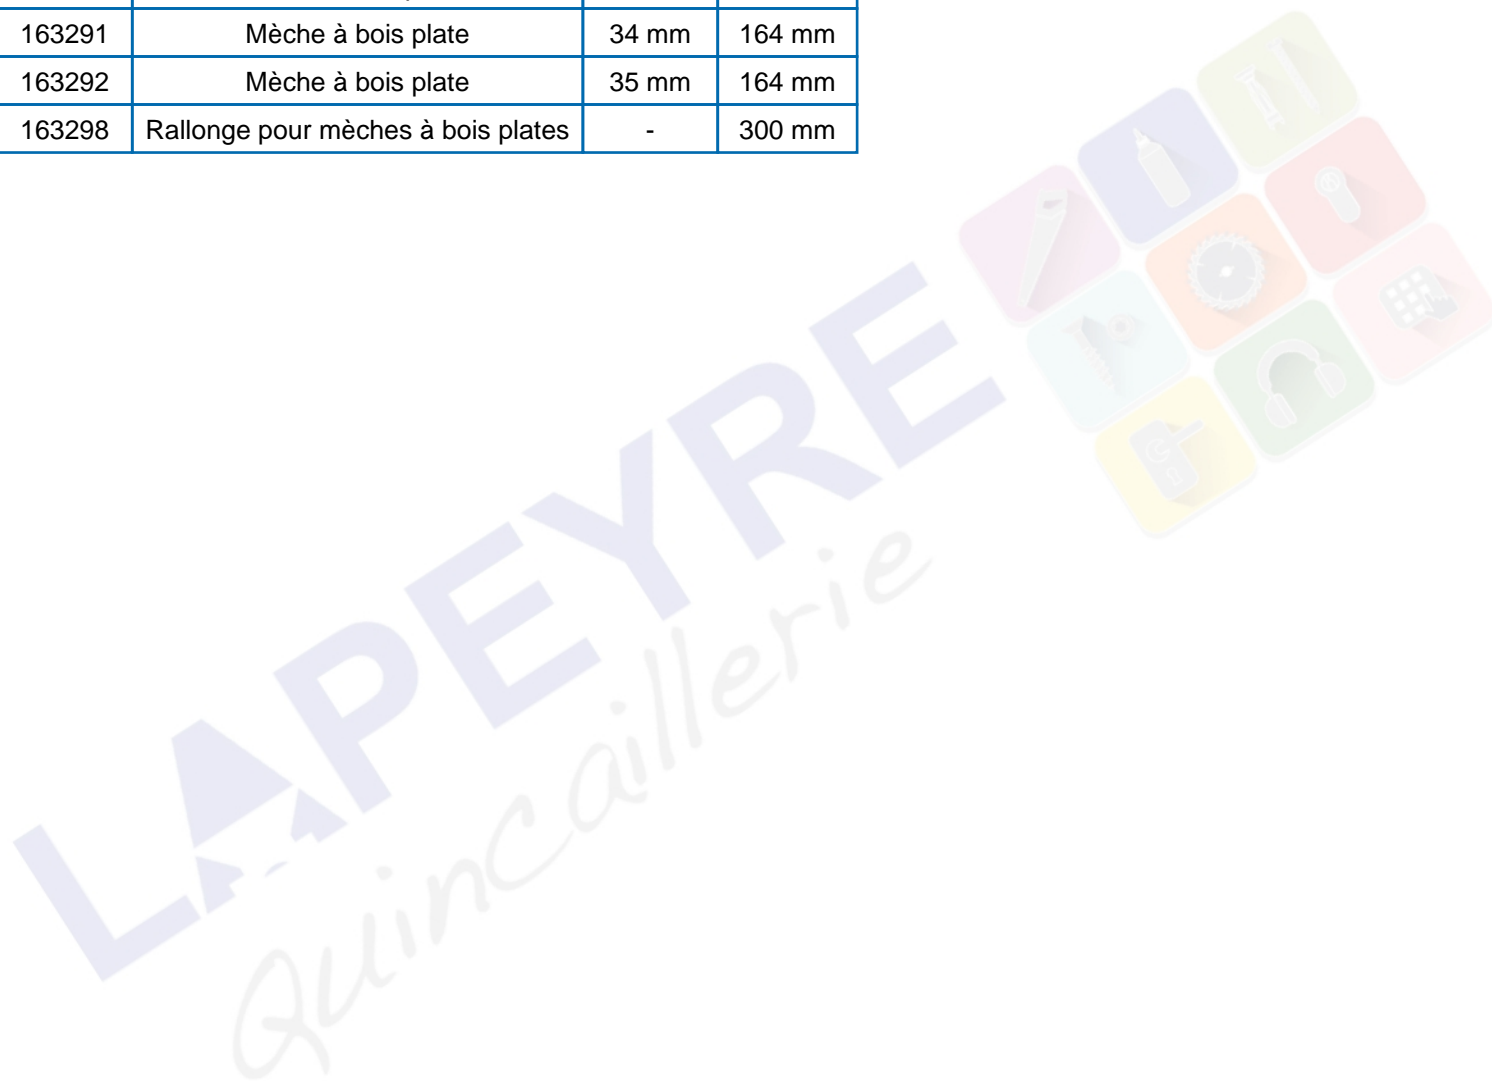 163291 Mèche à bois plate 34 mm 164 mm
163292 Mèche à bois plate 35 mm 164 mm
163298 Rallonge pour mèches à bois plates - 300 mm
LAPEYRE
Quincaillerie